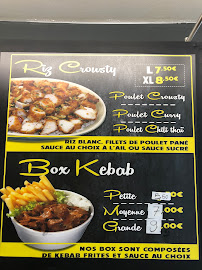 Riz Crousty
L 7.50€
XL 8.50€
Poulet Crousty
Poulet Curry
Poulet Chili thaï
RIZ BLANC, FILETS DE POULET PANÉ
SAUCE AU CHOIX À L'AIL OU SAUCE SUCRÉ
Box Kebab
Petite
Moyenne
Grande
NOS BOX SONT COMPOSÉES
DE KEBAB FRITES ET SAUCE AU CHOIX